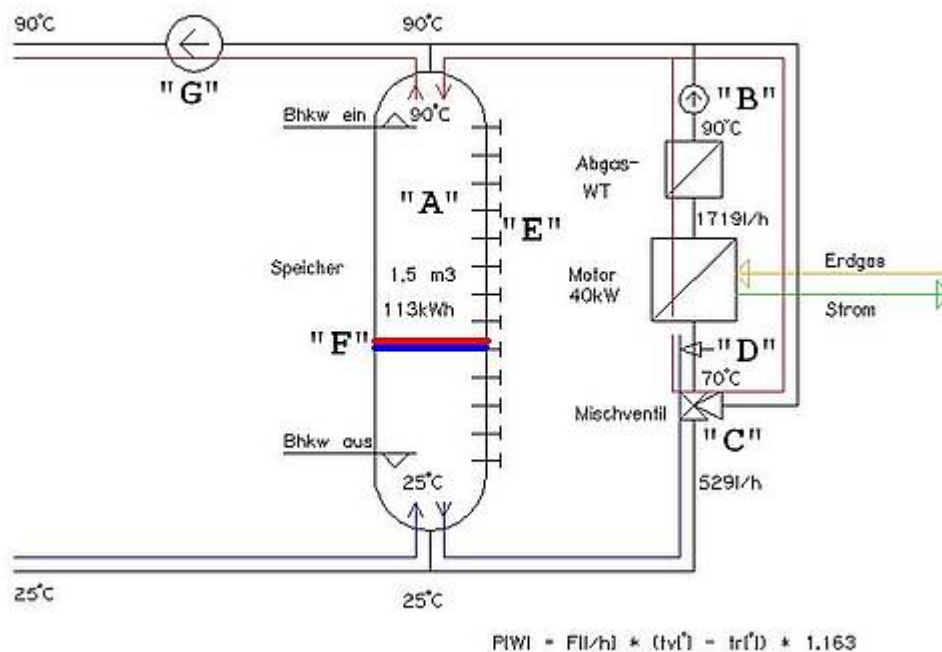 90°C
90°C
"G"
"B"
Bhkw ein
90°C
90°C
Abgas-
WT
"A"
"E"
1719l/h
Speicher
1,5 m3
Motor
40kW
Erdgas
113kWh
Strom
"F"
"D"
70°C
Mischventil
"C"
Bhkw aus
25°C
529l/h
25°C
25°C
P[W] = F[l/h] * (tv[°] - tr[°]) * 1.163